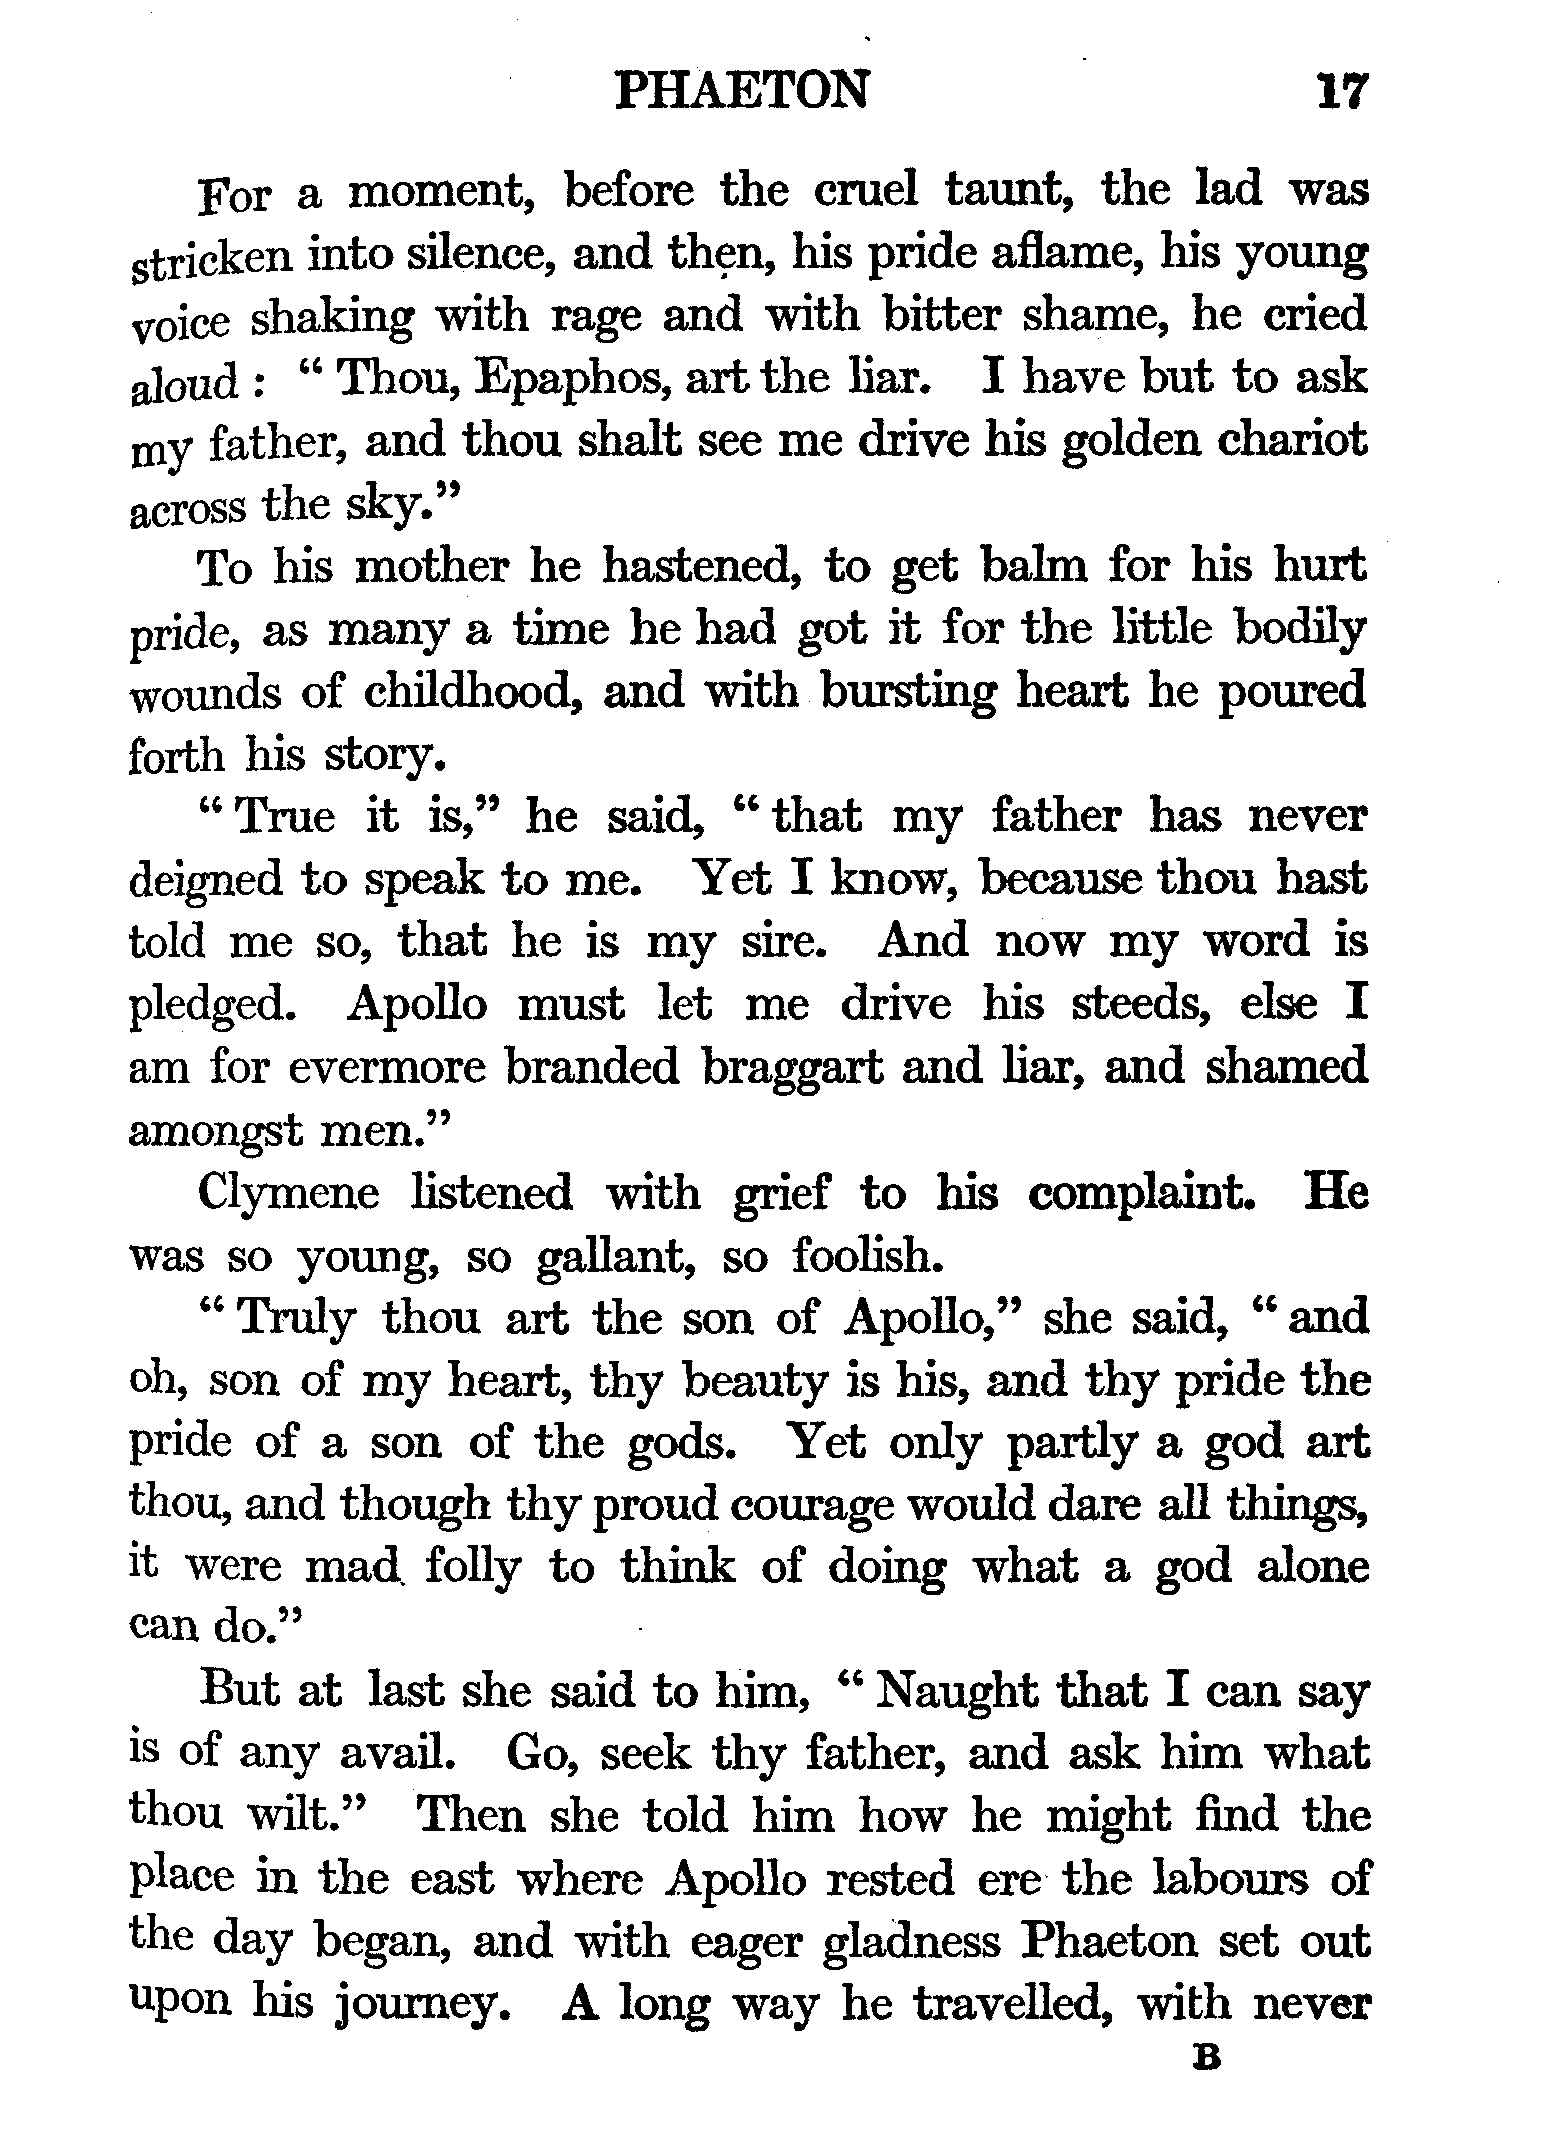 PHAETON 17
For a moment, before the cruel taunt, the lad was
stricken into silence, and then, his pride aflame, his young
voice shaking with rage and with bitter shame, he cried
aloud : “ Thou, Epaphos, art the liar. I have but to ask
my father, and thou shalt see me drive his golden chariot
across the sky.”
To his mother he hastened, to get balm for his hurt
pride, as many a time he had got it for the little bodily
wounds of childhood, and with bursting heart he poured
forth his story.
“ True it is,” he said, “ that my father has never
deigned to speak to me. Yet I know, because thou hast
told me so, that he is my sire. And now my word is
pledged. Apollo must let me drive his steeds, else I
am for evermore branded braggart and liar, and shamed
amongst men.”
Clymene listened with grief to his complaint. He
was so young, so gallant, so foolish.
“ Truly thou art the son of Apollo,” she said, “ and
oh, son of my heart, thy beauty is his, and thy pride the
pride of a son of the gods. Yet only partly a god art
thou, and though thy proud courage would dare all things,
it were mad folly to think of doing what a god alone
can do.”
But at last she said to him, “ Naught that I can say
is of any avail. Go, seek thy father, and ask him what
thou wilt.” Then she told him how he might find the
place in the east where Apollo rested ere the labours of
the day began, and with eager gladness Phaeton set out
upon his journey. A long way he travelled, with never
B